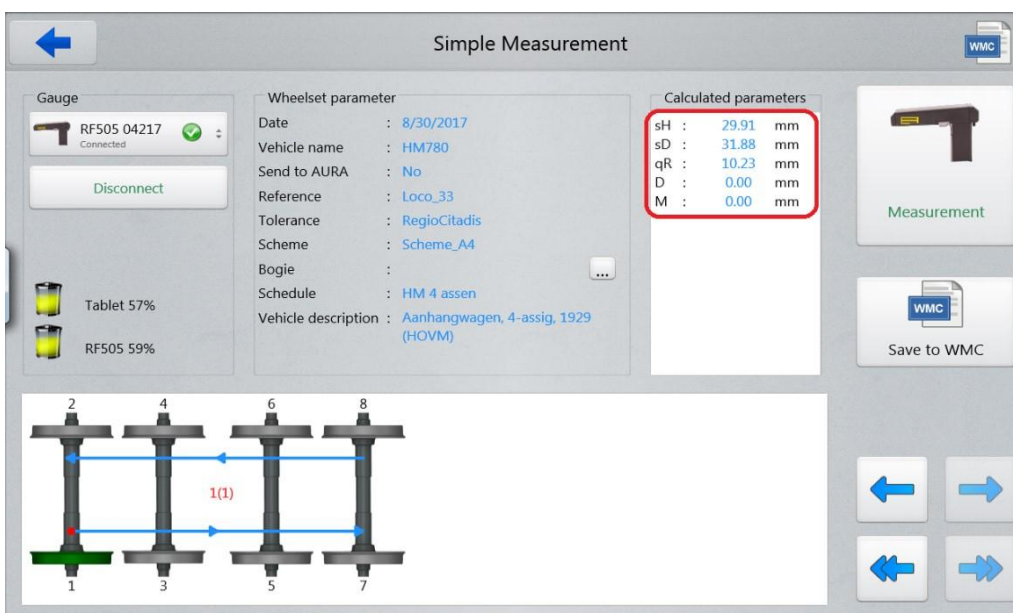 Simple Measurement
WMC
Gauge
RF505 04217
Connected
Disconnect
Tablet 57%
RF505 59%
Wheelset parameter
Date : 8/30/2017
Vehicle name : HM780
Send to AURA : No
Reference : Loco_33
Tolerance : RegioCitadis
Scheme : Scheme_A4
Bogie : ...
Schedule : HM 4 assen
Vehicle description : Aanhangwagen, 4-assig, 1929
(HOVM)
Calculated parameters
sH : 29.91 mm
sD : 31.88 mm
qR : 10.23 mm
D : 0.00 mm
M : 0.00 mm
Measurement
WMC
Save to WMC
2 4 6 8
1(1)
1 3 5 7